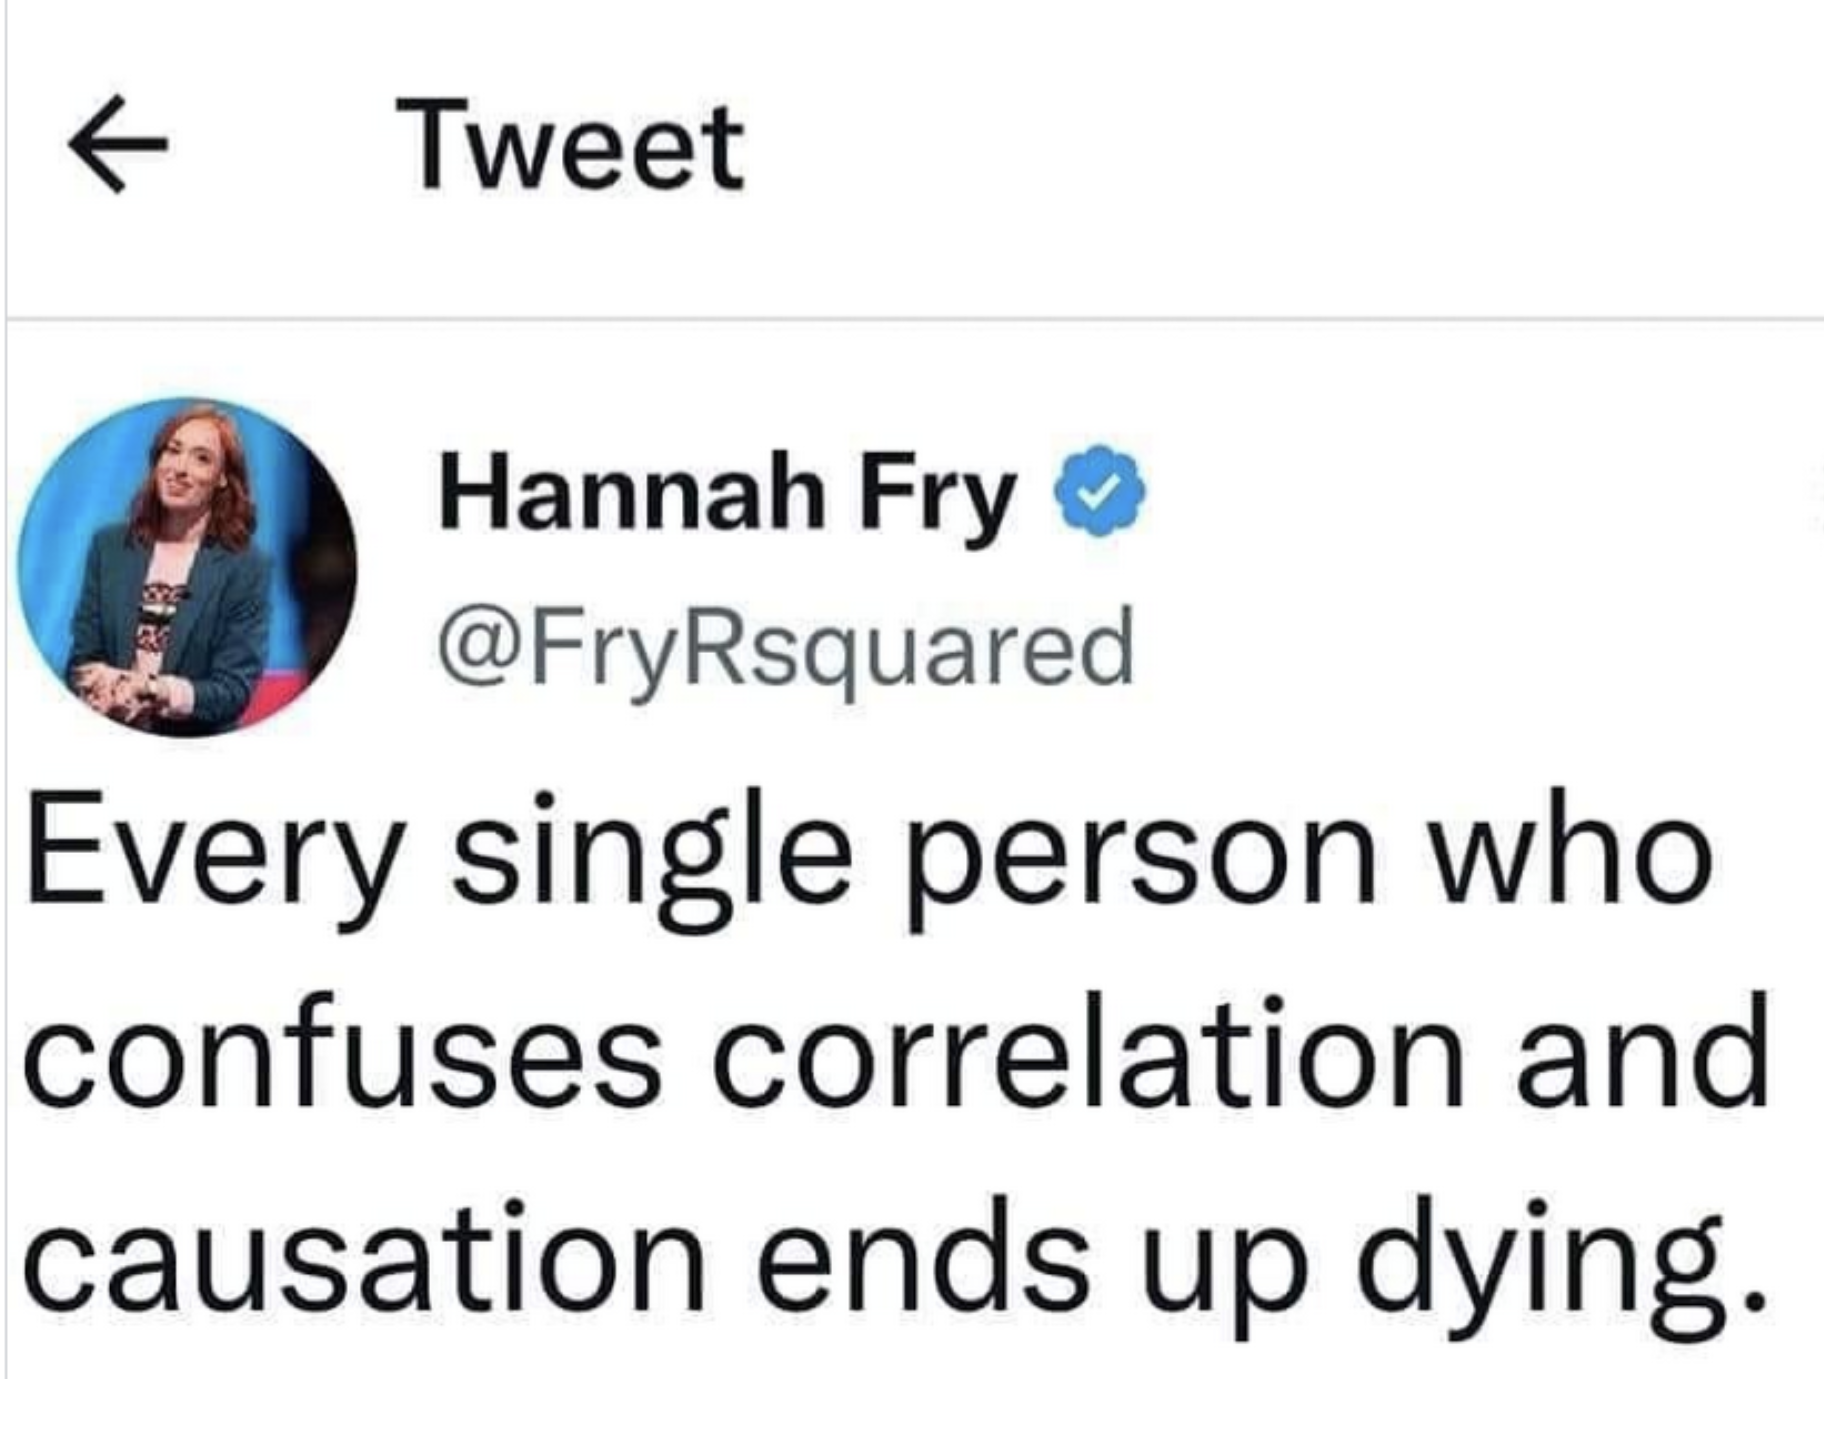 Tweet
Hannah Fry
@FryRsquared
Every single person who
confuses correlation and
causation ends up dying.